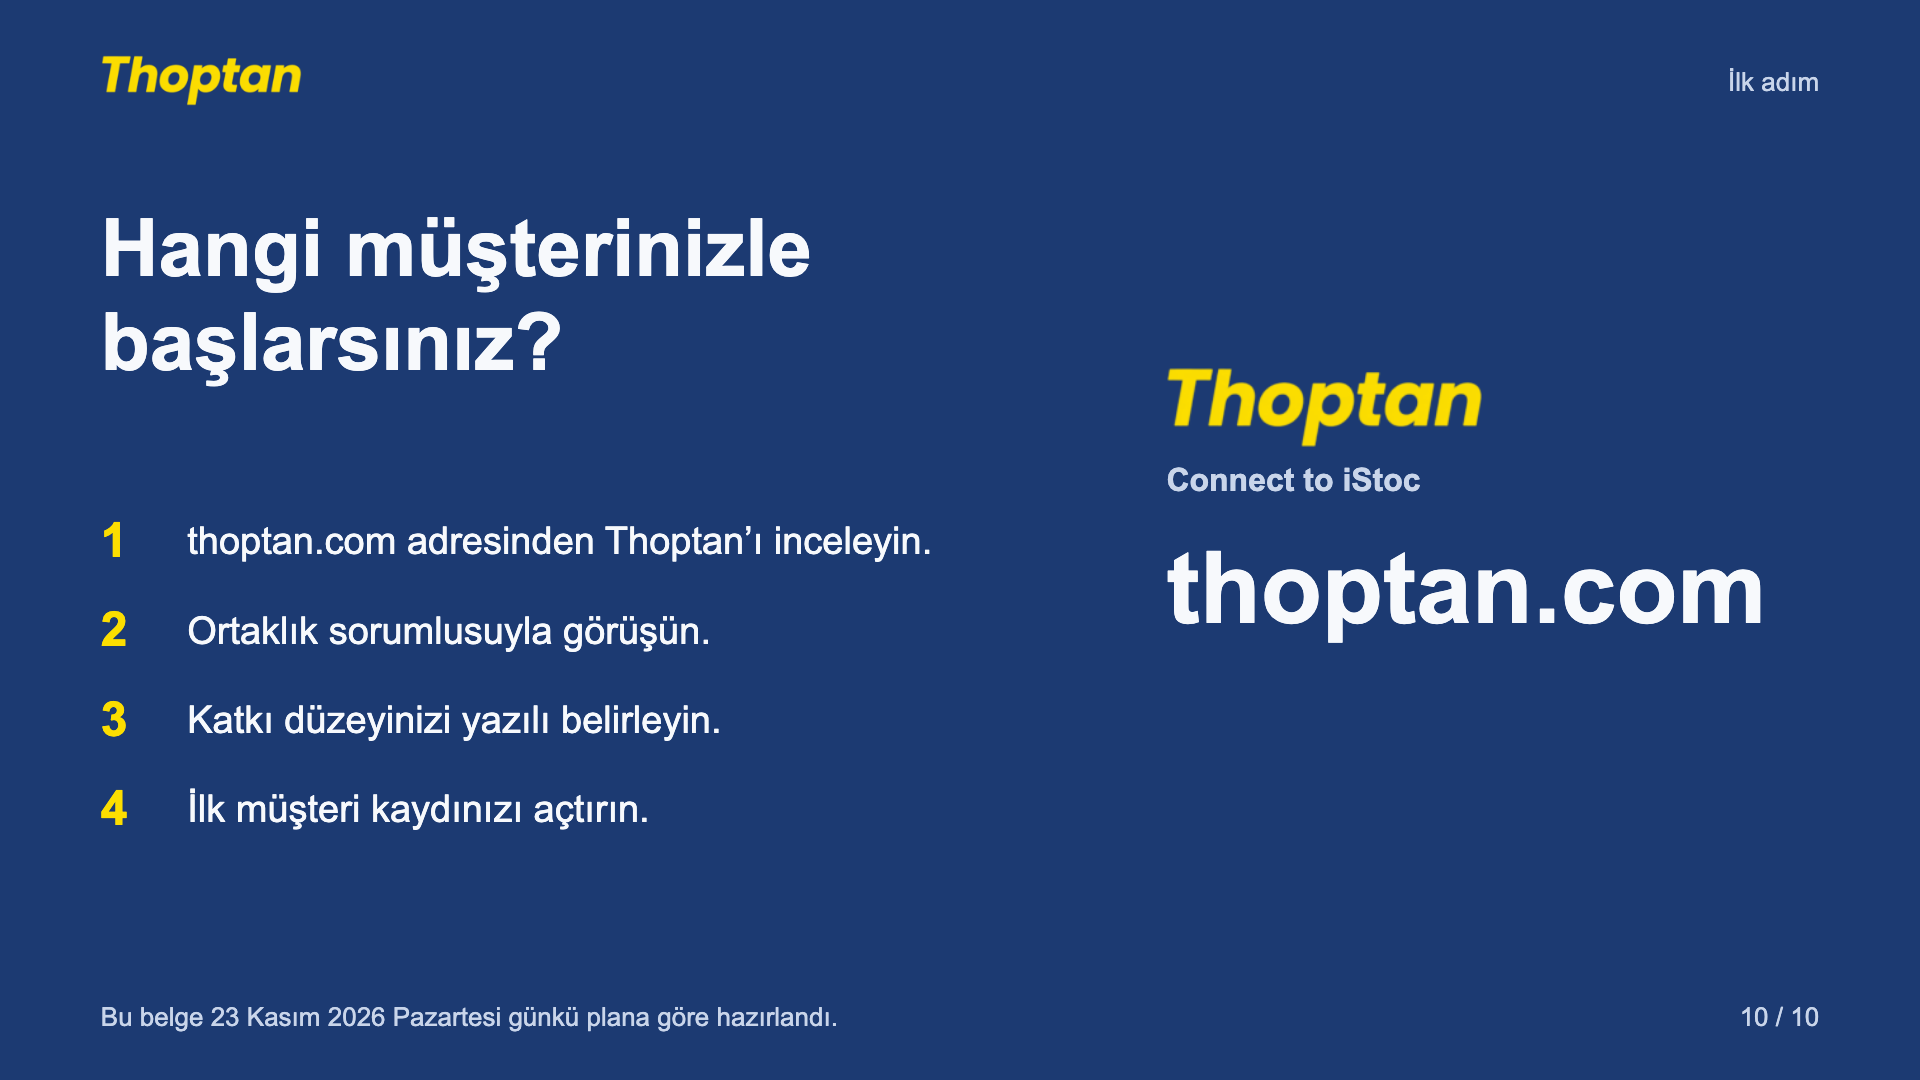 Thoptan
İlk adım
Hangi müşterinizle
başlarsınız?
1 thoptan.com adresinden Thoptan’ı inceleyin.
2 Ortaklık sorumlusuyla görüşün.
3 Katkı düzeyinizi yazılı belirleyin.
4 İlk müşteri kaydınızı açtırın.
Thoptan
Connect to iStoc
thoptan.com
Bu belge 23 Kasım 2026 Pazartesi günkü plana göre hazırlandı.
10 / 10